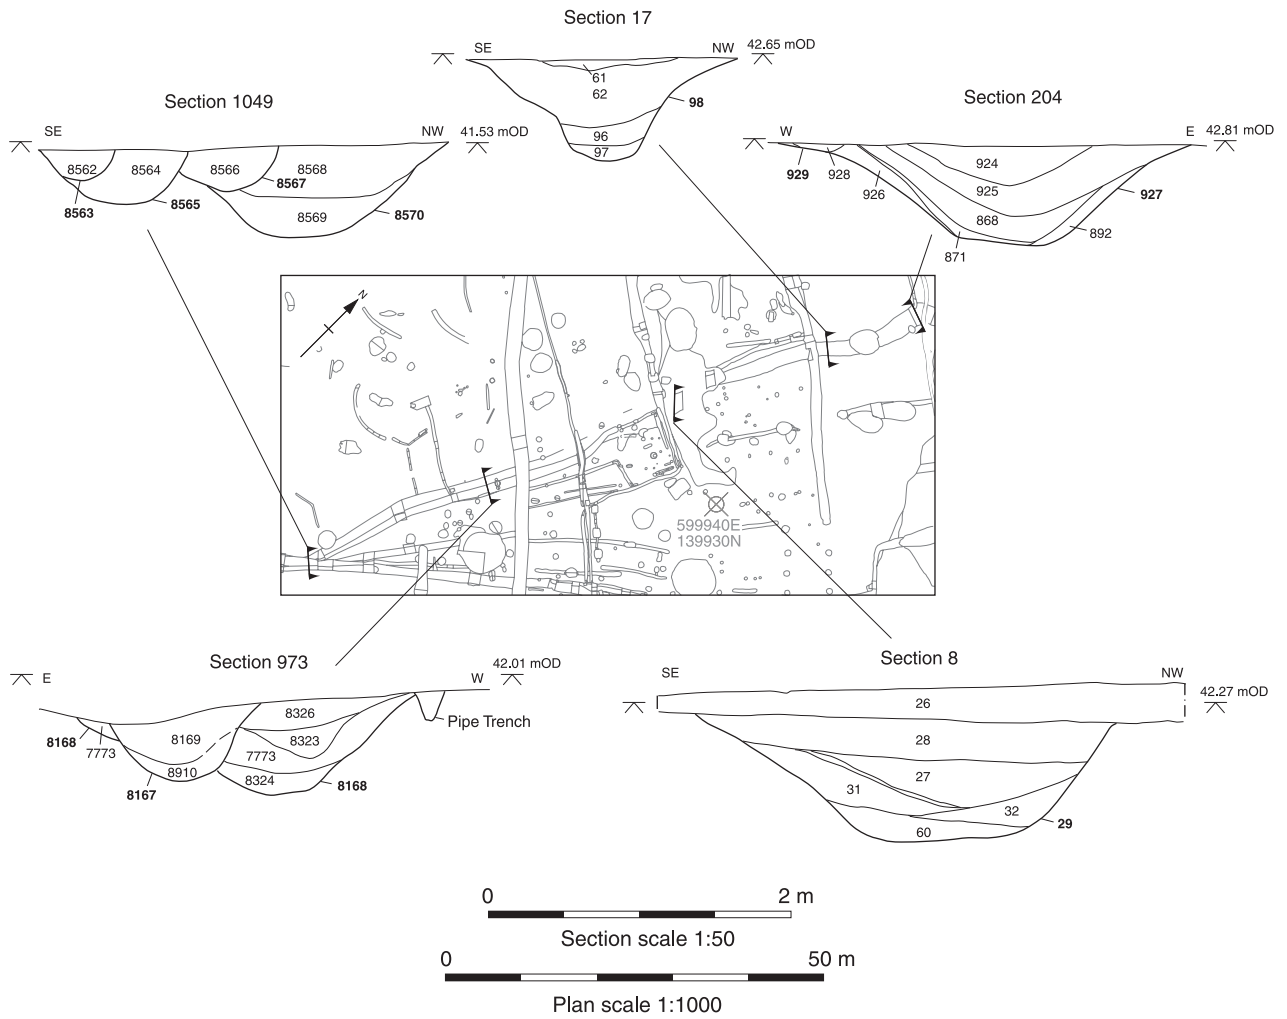 Section 17
SE
NW
42.65 mOD
61
62
98
96
97
Section 1049
SE
NW
41.53 mOD
8562
8564
8566
8568
8567
8563
8565
8569
8570
Section 204
W
E
42.81 mOD
924
929
928
926
925
927
868
892
871
N
599940E
139930N
Section 973
E
W
42.01 mOD
8326
Pipe Trench
8168
7773
8169
8323
7773
8910
8324
8168
8167
Section 8
SE
NW
42.27 mOD
26
28
27
31
32
29
60
0
2 m
Section scale 1:50
0
50 m
Plan scale 1:1000